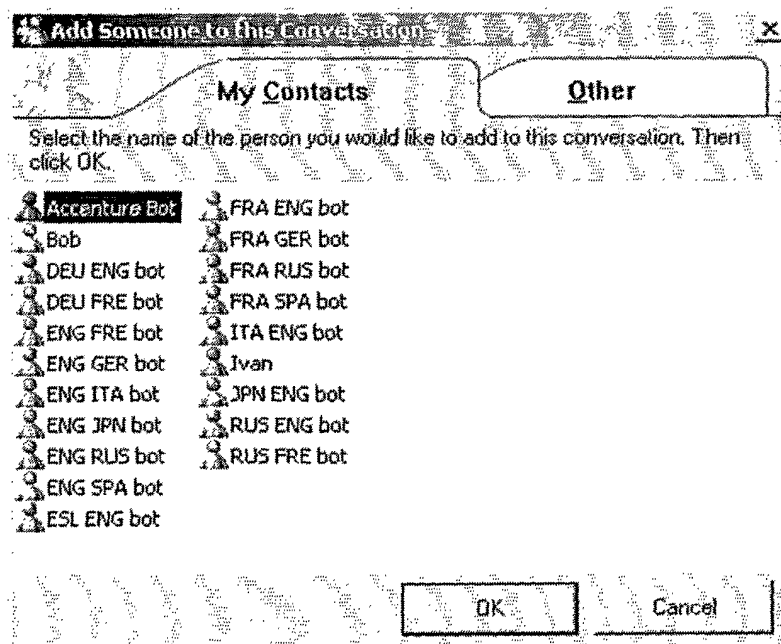 Add Someone to this Conversation
My Contacts
Other
Select the name of the person you would like to add to this conversation. Then
click OK.
Accenture Bot
Bob
DEU ENG bot
DEU FRE bot
ENG FRE bot
ENG GER bot
ENG ITA bot
ENG JPN bot
ENG RUS bot
ENG SPA bot
ESL ENG bot
FRA ENG bot
FRA GER bot
FRA RUS bot
FRA SPA bot
ITA ENG bot
Ivan
JPN ENG bot
RUS ENG bot
RUS FRE bot
OK
Cancel